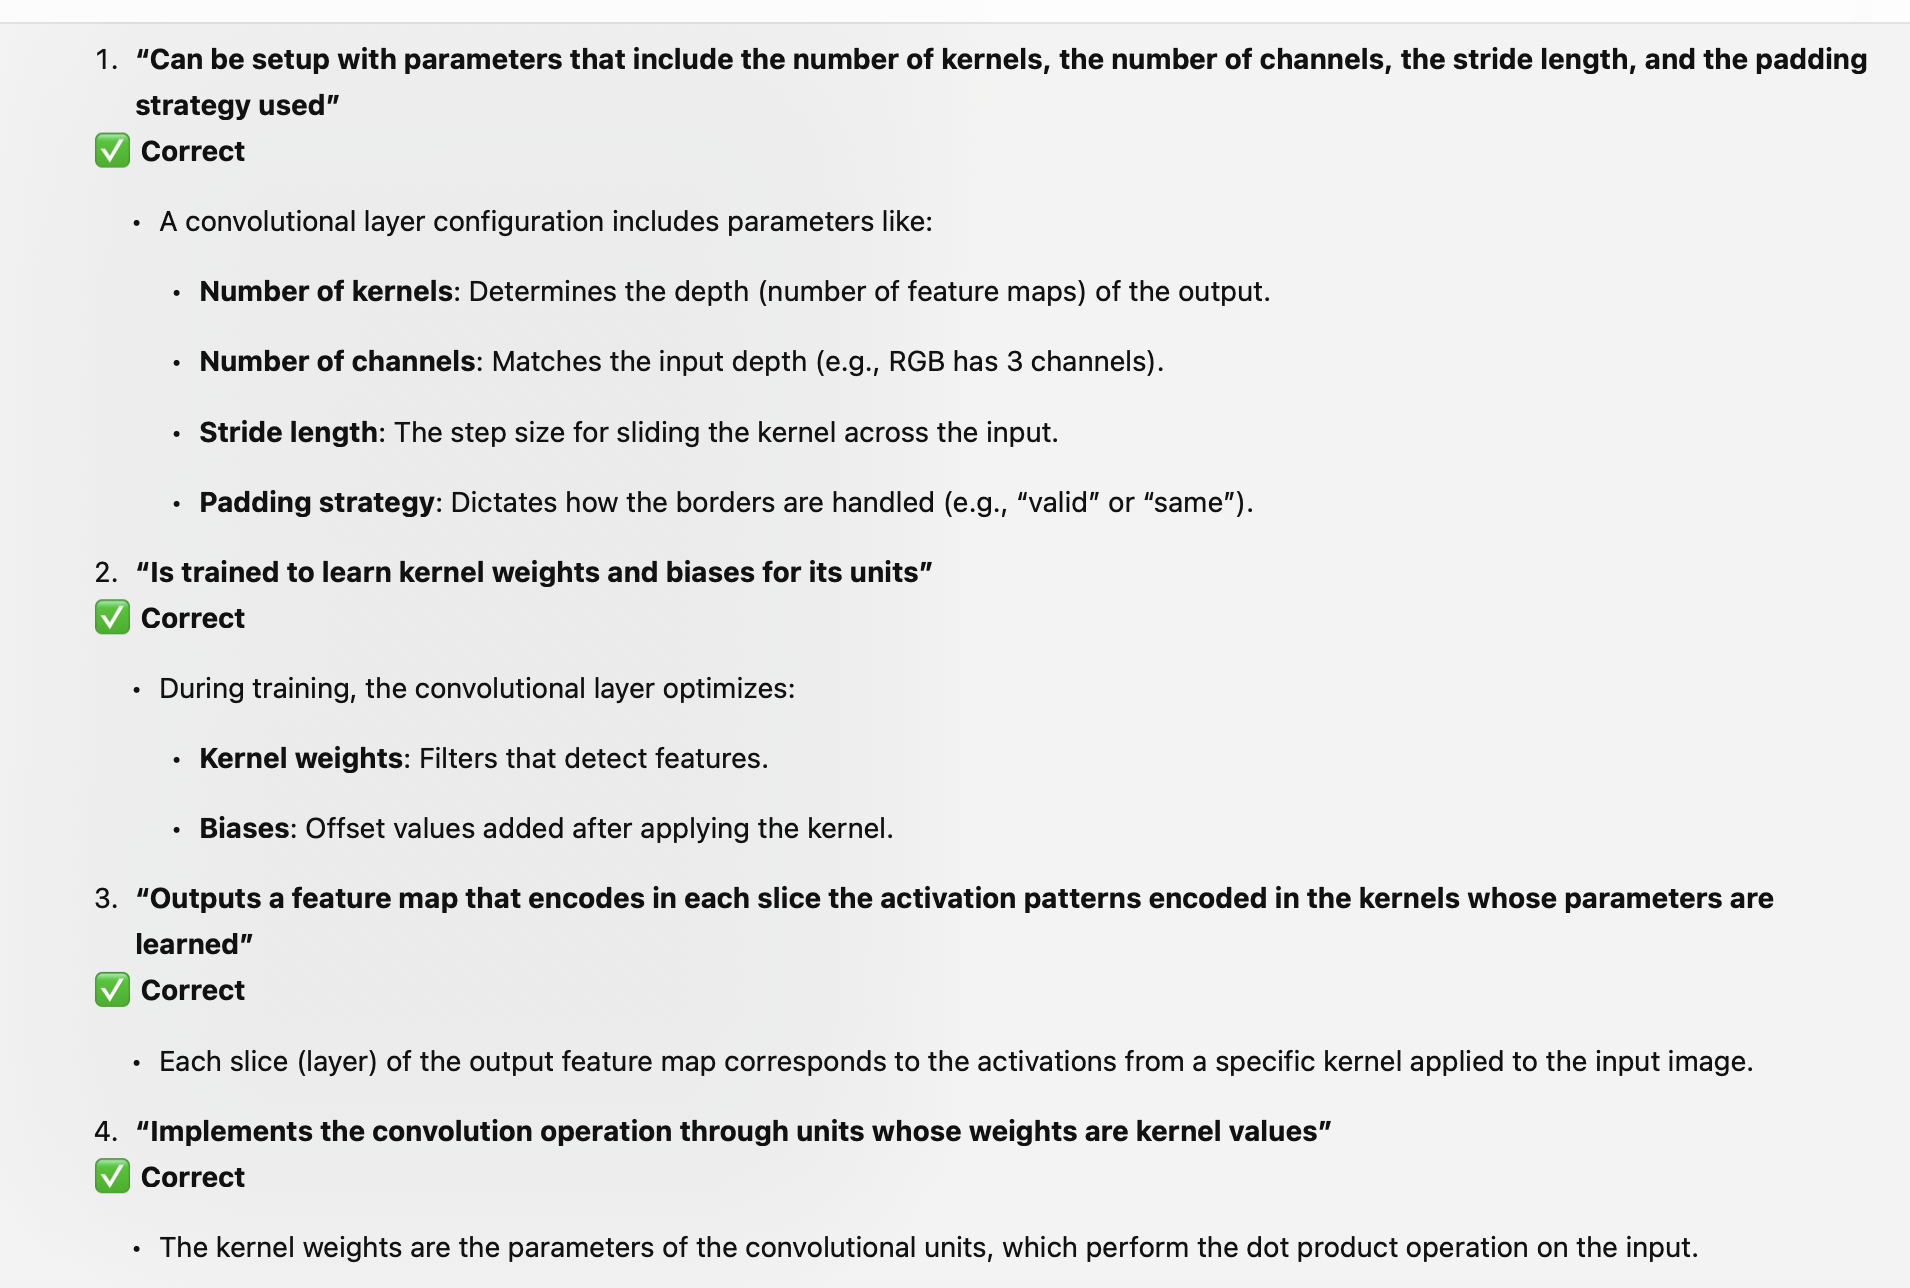 1. “Can be setup with parameters that include the number of kernels, the number of channels, the stride length, and the padding
strategy used”
✅ Correct
• A convolutional layer configuration includes parameters like:
• Number of kernels: Determines the depth (number of feature maps) of the output.
• Number of channels: Matches the input depth (e.g., RGB has 3 channels).
• Stride length: The step size for sliding the kernel across the input.
• Padding strategy: Dictates how the borders are handled (e.g., “valid” or “same”).
2. “Is trained to learn kernel weights and biases for its units”
✅ Correct
• During training, the convolutional layer optimizes:
• Kernel weights: Filters that detect features.
• Biases: Offset values added after applying the kernel.
3. “Outputs a feature map that encodes in each slice the activation patterns encoded in the kernels whose parameters are
learned”
✅ Correct
• Each slice (layer) of the output feature map corresponds to the activations from a specific kernel applied to the input image.
4. “Implements the convolution operation through units whose weights are kernel values”
✅ Correct
• The kernel weights are the parameters of the convolutional units, which perform the dot product operation on the input.